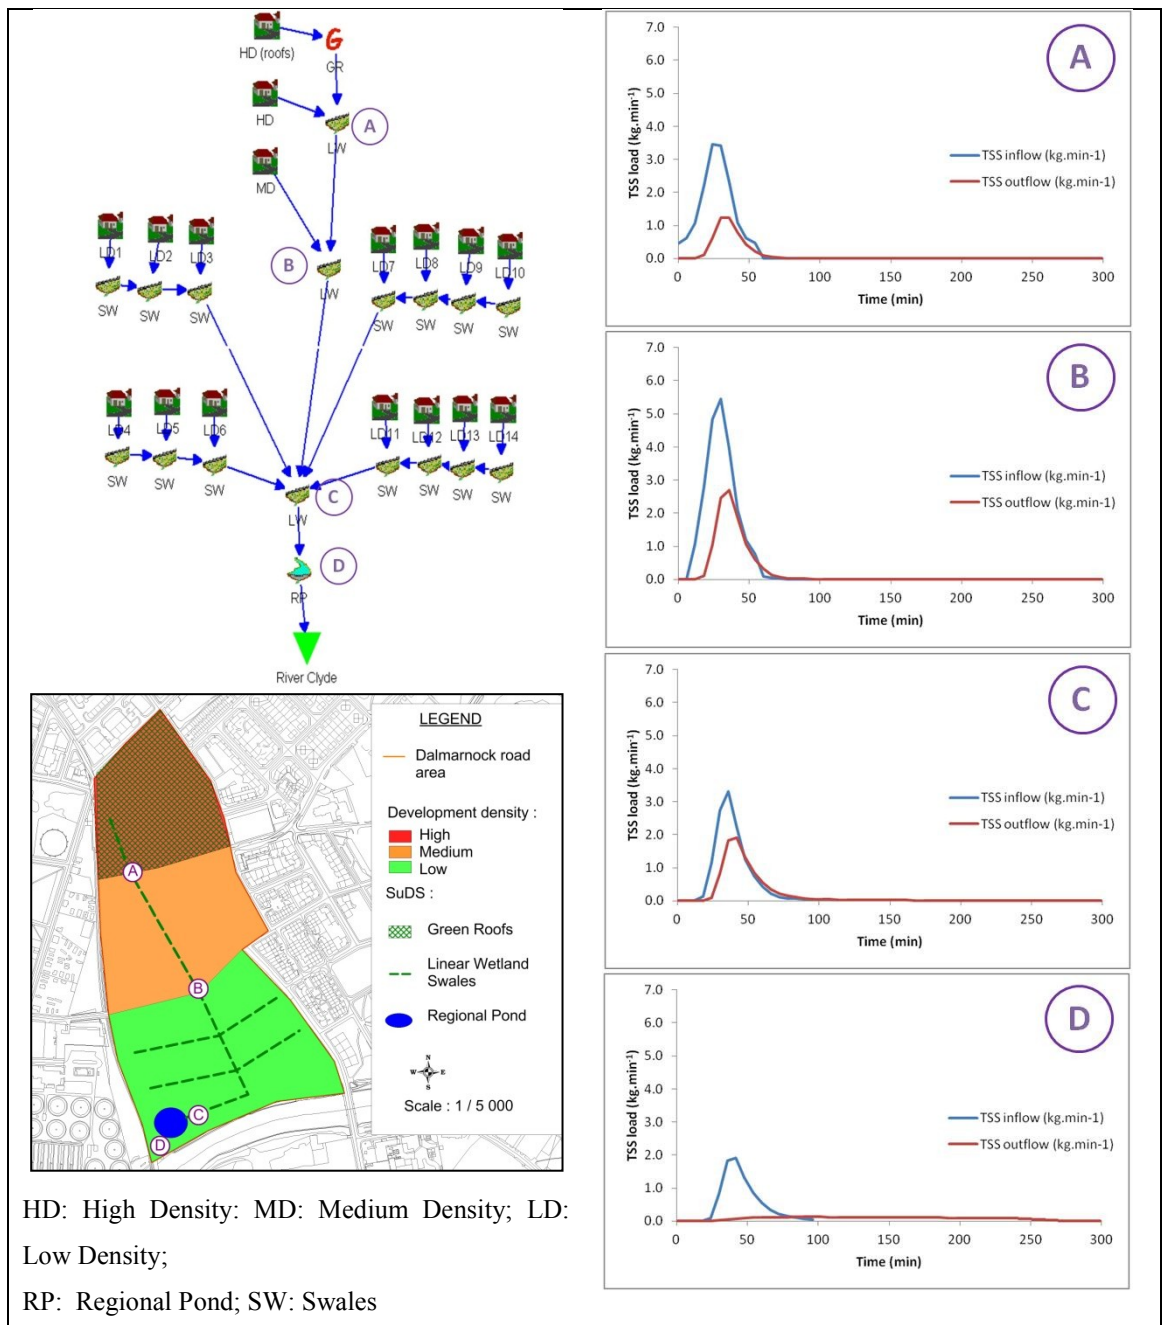 HD (roofs)
GR
HD
A
LW
MD
B
LW
LD1
LD2
LD3
LD7
LD8
LD9
LD10
SW
SW
SW
SW
SW
SW
SW
LD4
LD5
LD6
LD11
LD12
LD13
LD14
SW
SW
SW
SW
SW
SW
SW
C
LW
D
RP
River Clyde
LEGEND
Dalmarnock road
area
Development density :
High
Medium
Low
SuDS :
Green Roofs
Linear Wetland
Swales
Regional Pond
N
W
E
S
Scale : 1 / 5 000
A
B
C
D
HD: High Density: MD: Medium Density; LD:
Low Density;
RP: Regional Pond; SW: Swales
A
TSS load (kg.min-1)
7.0
6.0
5.0
4.0
3.0
2.0
1.0
0.0
TSS inflow (kg.min-1)
TSS outflow (kg.min-1)
0 50 100 150 200 250 300
Time (min)
B
TSS load (kg.min-1)
7.0
6.0
5.0
4.0
3.0
2.0
1.0
0.0
TSS inflow (kg.min-1)
TSS outflow (kg.min-1)
0 50 100 150 200 250 300
Time (min)
C
TSS load (kg.min-1)
7.0
6.0
5.0
4.0
3.0
2.0
1.0
0.0
TSS inflow (kg.min-1)
TSS outflow (kg.min-1)
0 50 100 150 200 250 300
Time (min)
D
TSS load (kg.min-1)
7.0
6.0
5.0
4.0
3.0
2.0
1.0
0.0
TSS inflow (kg.min-1)
TSS outflow (kg.min-1)
0 50 100 150 200 250 300
Time (min)